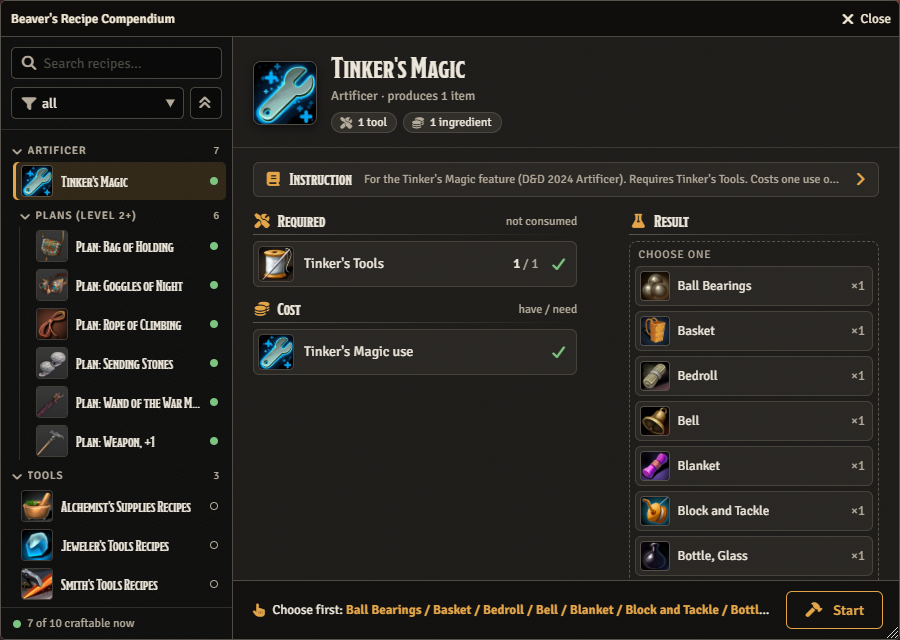 Beaver's Recipe Compendium
Close
Search recipes...
all
ARTIFICER 7
Tinker's Magic
PLANS (LEVEL 2+) 6
Plan: Bag of Holding
Plan: Goggles of Night
Plan: Rope of Climbing
Plan: Sending Stones
Plan: Wand of the War M...
Plan: Weapon, +1
TOOLS 3
Alchemist's Supplies Recipes
Jeweler's Tools Recipes
Smith's Tools Recipes
7 of 10 craftable now
Tinker's Magic
Artificer · produces 1 item
1 tool 1 ingredient
Instruction For the Tinker's Magic feature (D&D 2024 Artificer). Requires Tinker's Tools. Costs one use o...
Required not consumed
Tinker's Tools 1 / 1
Cost have / need
Tinker's Magic use
Result
CHOOSE ONE
Ball Bearings ×1
Basket ×1
Bedroll ×1
Bell ×1
Blanket ×1
Block and Tackle ×1
Bottle, Glass ×1
Choose first: Ball Bearings / Basket / Bedroll / Bell / Blanket / Block and Tackle / Bottl...
Start